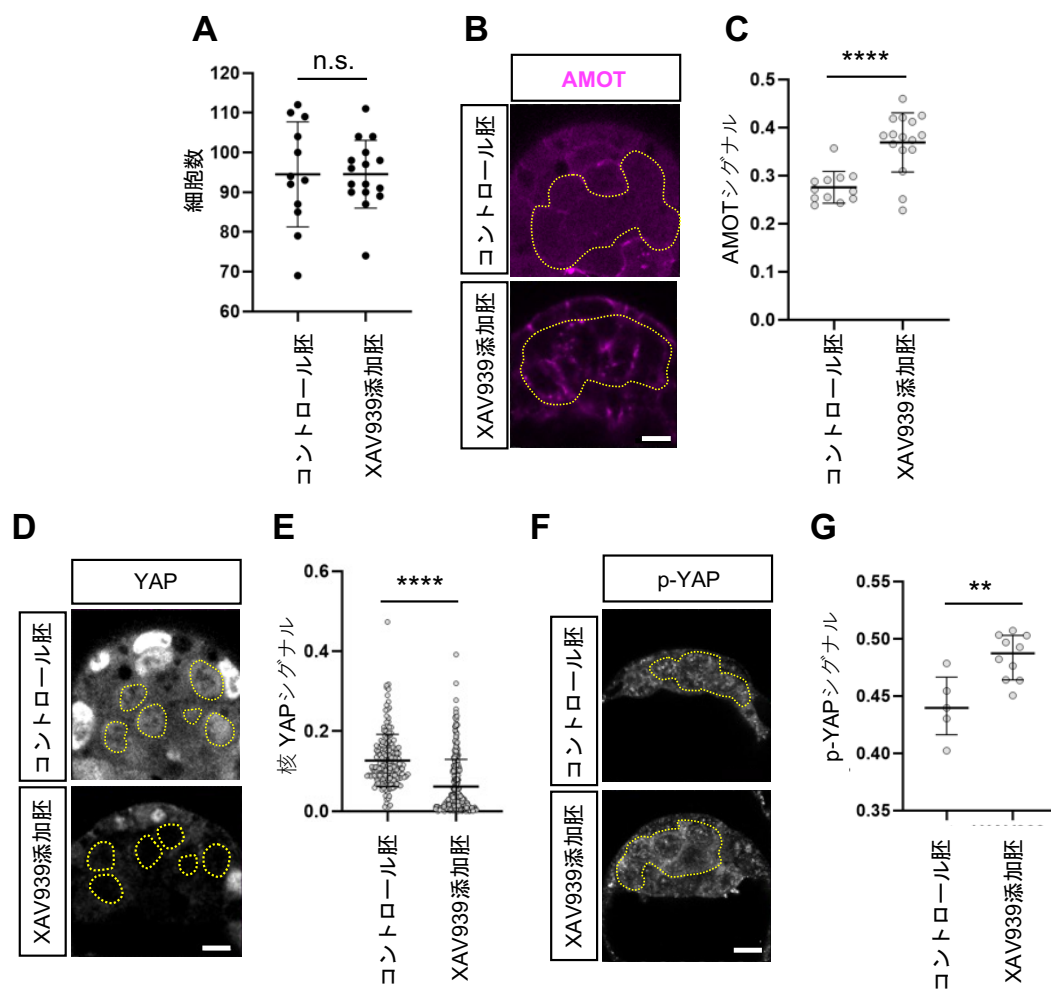 A
n.s.
120
110
100
90
80
70
60
細胞数
コントロール胚
XAV939添加胚
B
AMOT
コントロール胚
XAV939添加胚
C
****
0.5
0.4
0.3
0.2
0.1
0.0
AMOTシグナル
コントロール胚
XAV939添加胚
D
YAP
コントロール胚
XAV939添加胚
E
****
0.6
0.4
0.2
0.0
核YAPシグナル
コントロール胚
XAV939添加胚
F
p-YAP
コントロール胚
XAV939添加胚
G
**
0.55
0.50
0.45
0.40
0.35
p-YAPシグナル
コントロール胚
XAV939添加胚